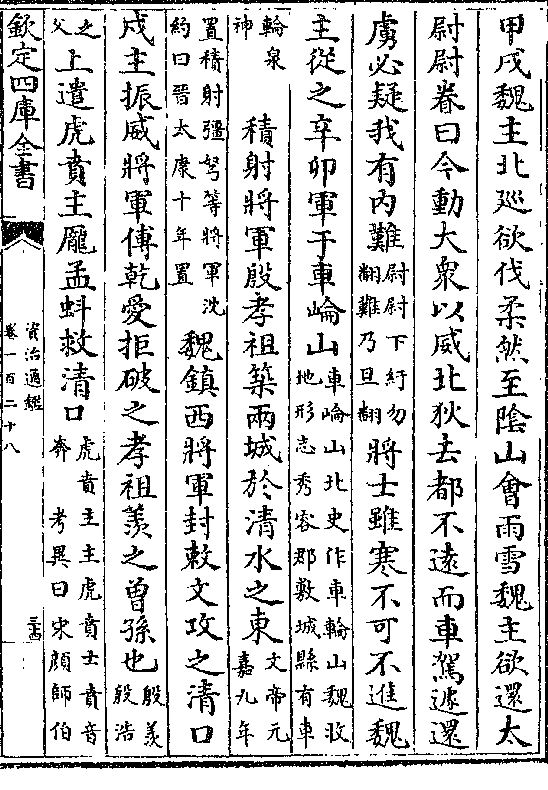 甲戌魏主北廵欲伐柔然至隂山會雨雪魏主欲還太
尉尉眷曰今動大衆以威北狄去都不遠而車駕遽還
虜必疑我有内難尉尉下紆勿翻難乃旦翻將士雖寒不可不進魏
主從之辛卯軍于車崘山車崘山北史作車輪山魏收地形志秀容郡敷城縣有車
輪泉神　積射將軍殷孝祖築兩城於清水之東文帝元嘉九年
置積射彊弩等將軍沈約曰晉太康十年置　魏鎮西將軍封敕文攻之清口
戍主振威將軍傅乾愛拒破之孝祖羡之曾孫也殷羡殷浩
之父上遣虎賁主龎孟蚪救清口虎賁主主虎賁士賁音奔　考異曰宋顔師伯
欽定四庫全書
資治通鑑
卷一百二十八
三古